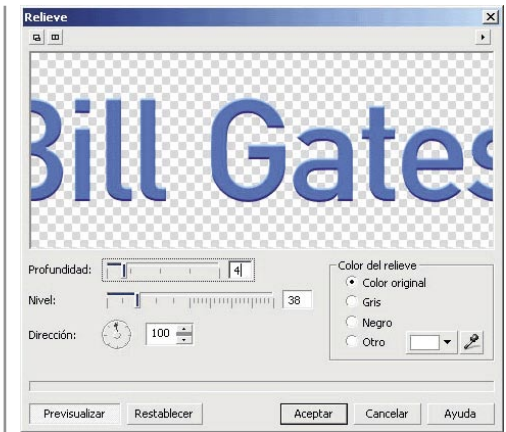 Relieve
Bill Gates
Profundidad: 4
Nivel: 38
Dirección: 100
Color del relieve
Color original
Gris
Negro
Otro
Previsualizar Restablecer Aceptar Cancelar Ayuda